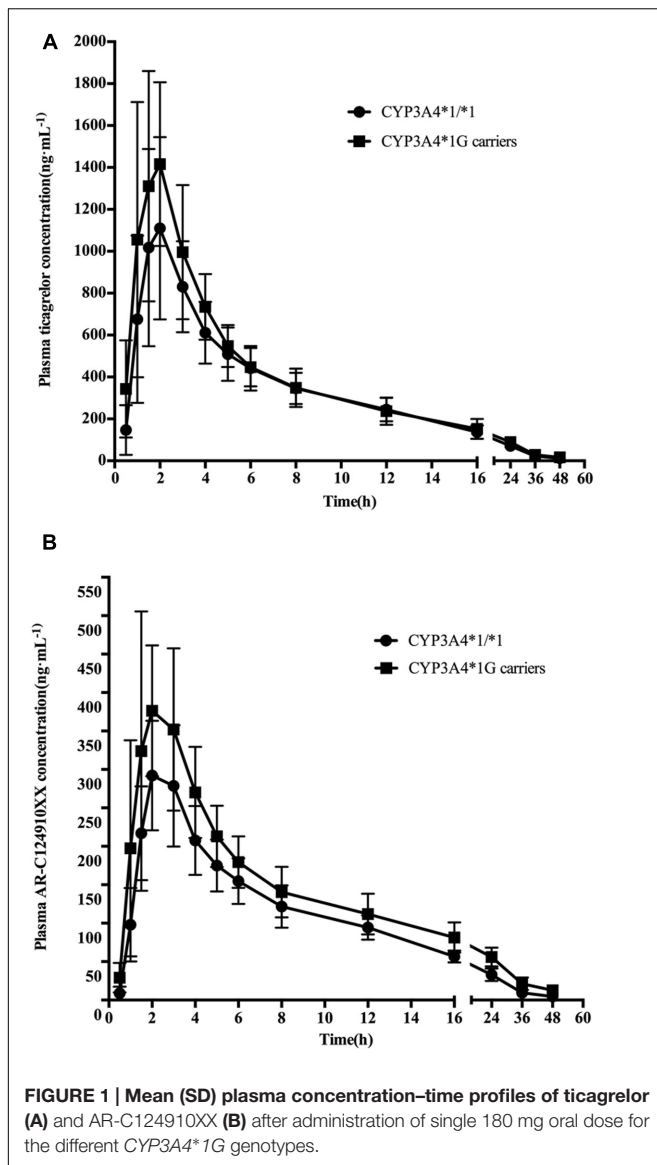 A
2000
1800
1600
1400
1200
1000
800
600
400
200
0
Plasma ticagrelor concentration(ng·mL⁻¹)
CYP3A4*1/*1
CYP3A4*1G carriers
0 2 4 6 8 10 12 14 16 24 36 48 60
Time(h)
B
550
500
450
400
350
300
250
200
150
100
50
0
Plasma AR-C124910XX concentration(ng·mL⁻¹)
CYP3A4*1/*1
CYP3A4*1G carriers
0 2 4 6 8 10 12 14 16 24 36 48 60
Time(h)
FIGURE 1 | Mean (SD) plasma concentration–time profiles of ticagrelor
(A) and AR-C124910XX (B) after administration of single 180 mg oral dose for
the different CYP3A4*1G genotypes.